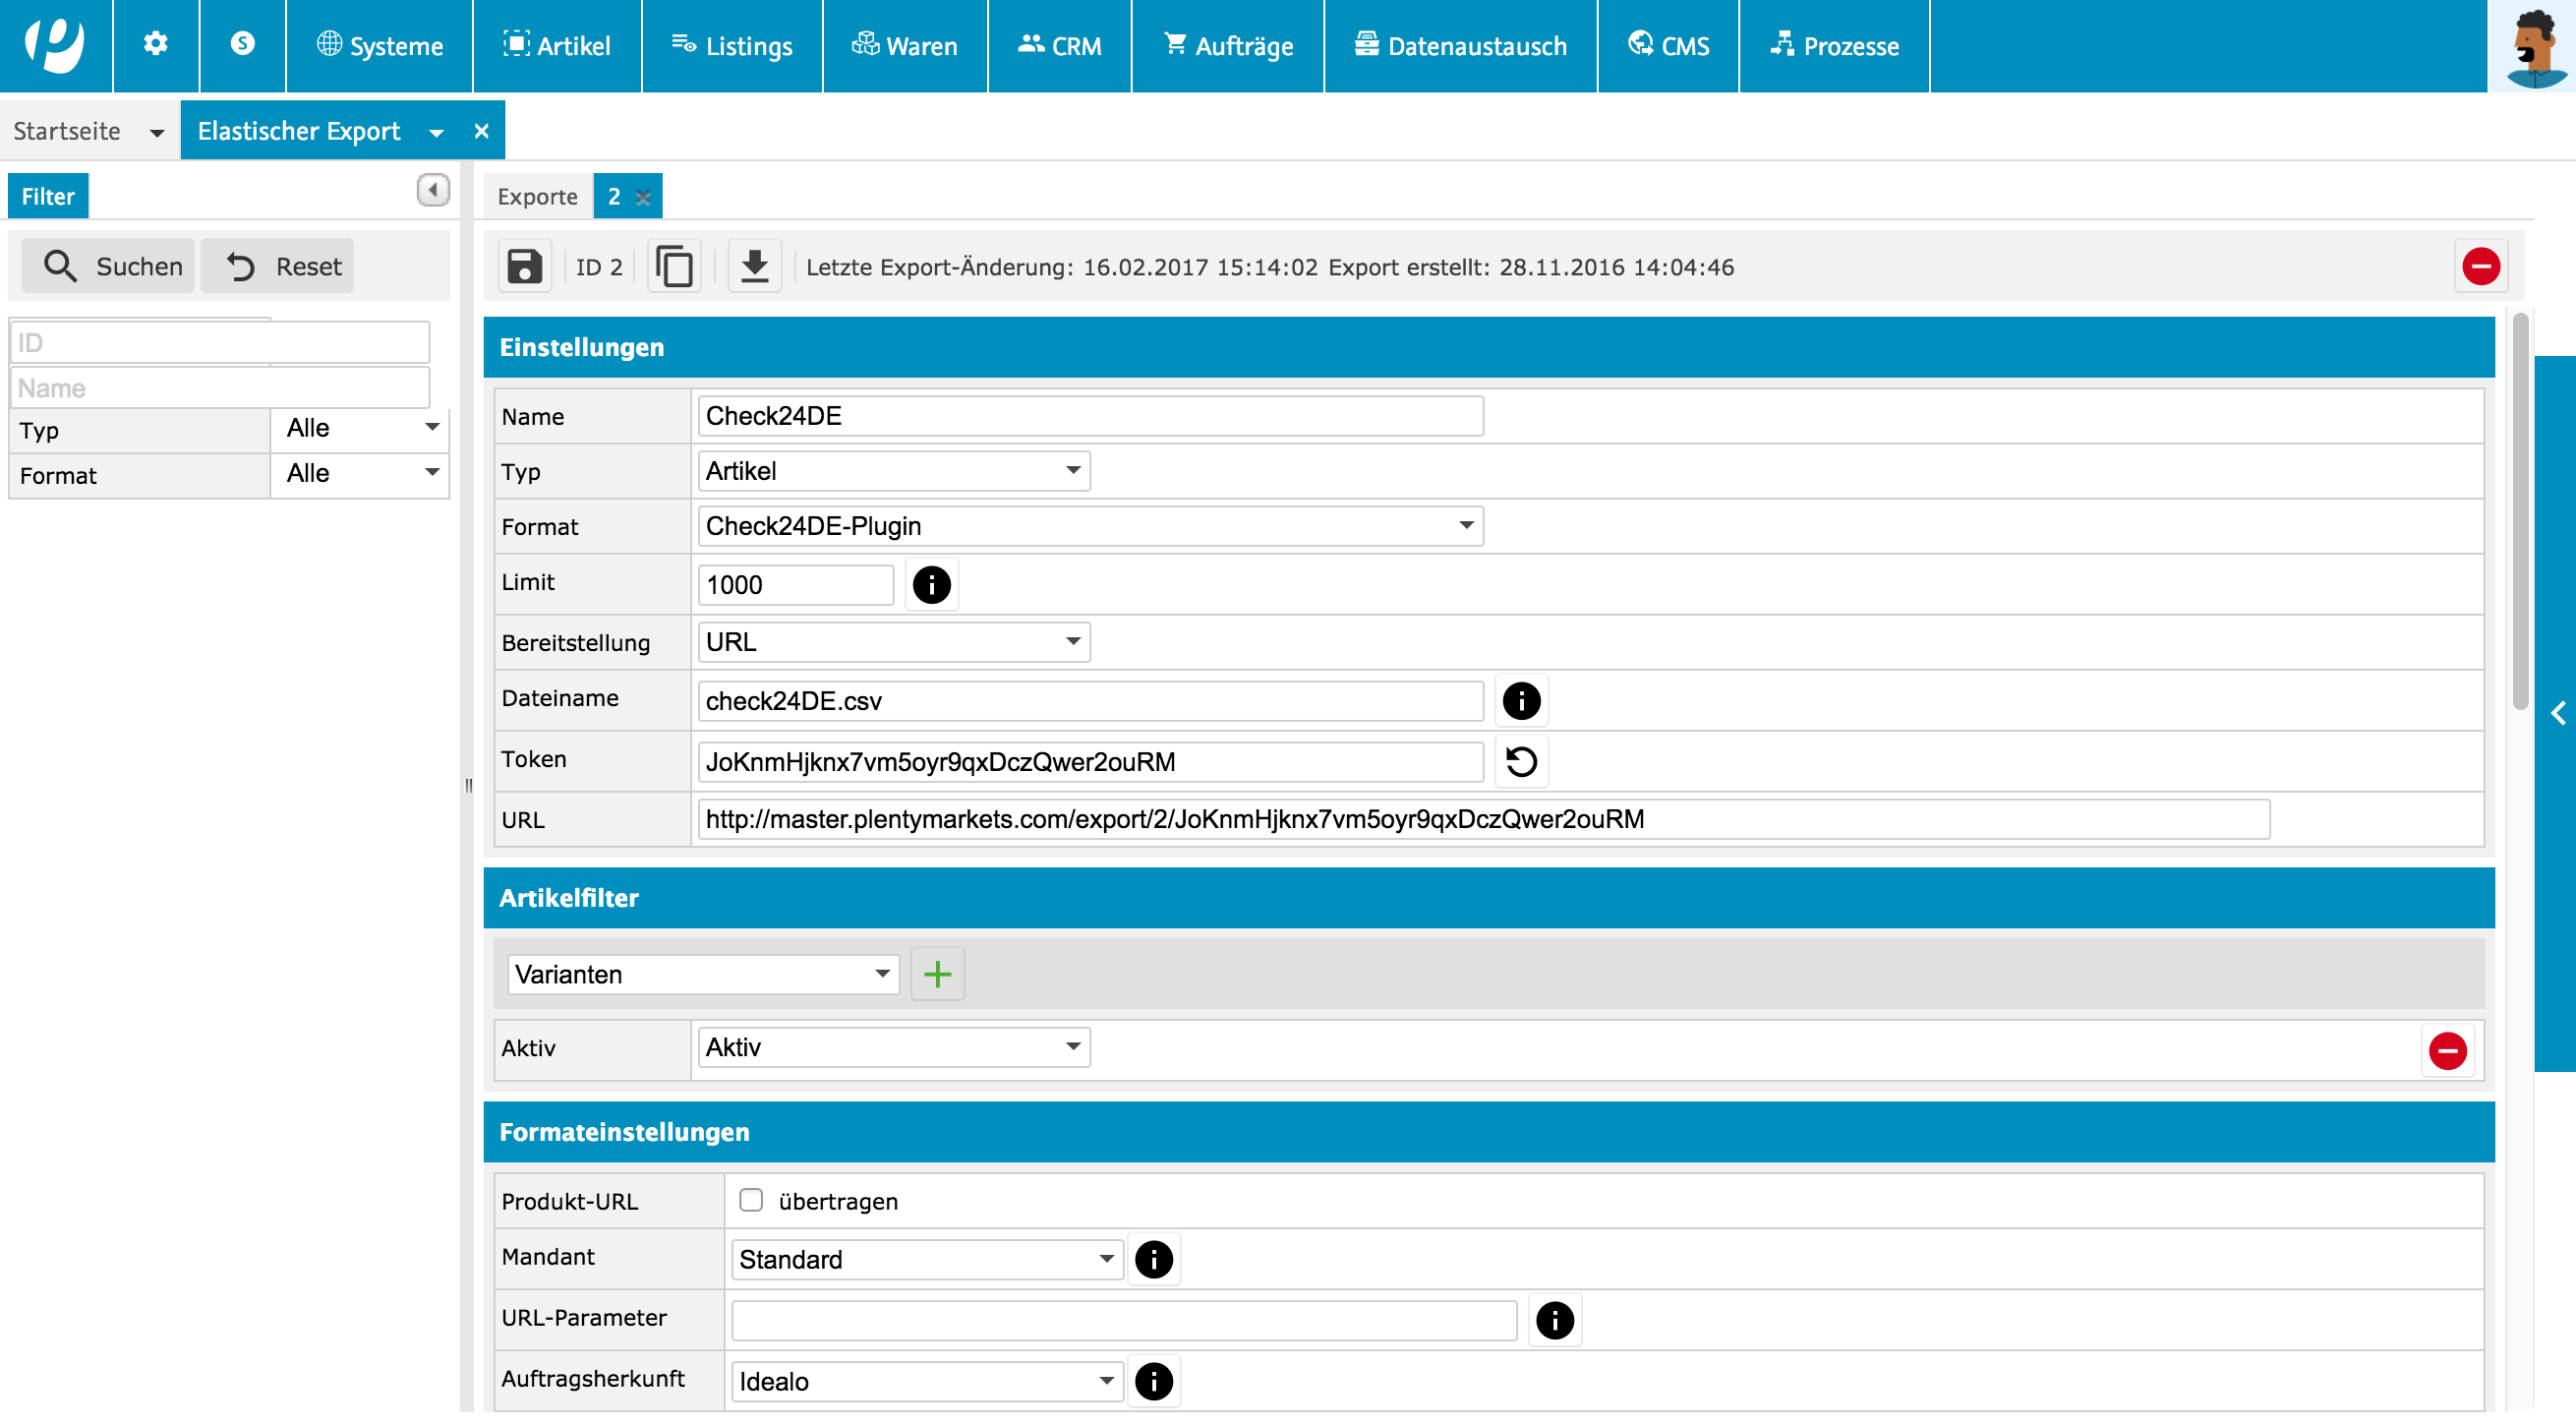 Systeme Artikel Listings Waren CRM Aufträge Datenaustausch CMS Prozesse
Startseite Elastischer Export
Filter
Suchen Reset
ID
Name
Typ Alle
Format Alle
Exporte 2
ID 2 Letzte Export-Änderung: 16.02.2017 15:14:02 Export erstellt: 28.11.2016 14:04:46
Einstellungen
Name Check24DE
Typ Artikel
Format Check24DE-Plugin
Limit 1000
Bereitstellung URL
Dateiname check24DE.csv
Token JoKnmHjknx7vm5oyr9qxDczQwer2ouRM
URL http://master.plentymarkets.com/export/2/JoKnmHjknx7vm5oyr9qxDczQwer2ouRM
Artikelfilter
Varianten
Aktiv Aktiv
Formateinstellungen
Produkt-URL übertragen
Mandant Standard
URL-Parameter
Auftragsherkunft Idealo